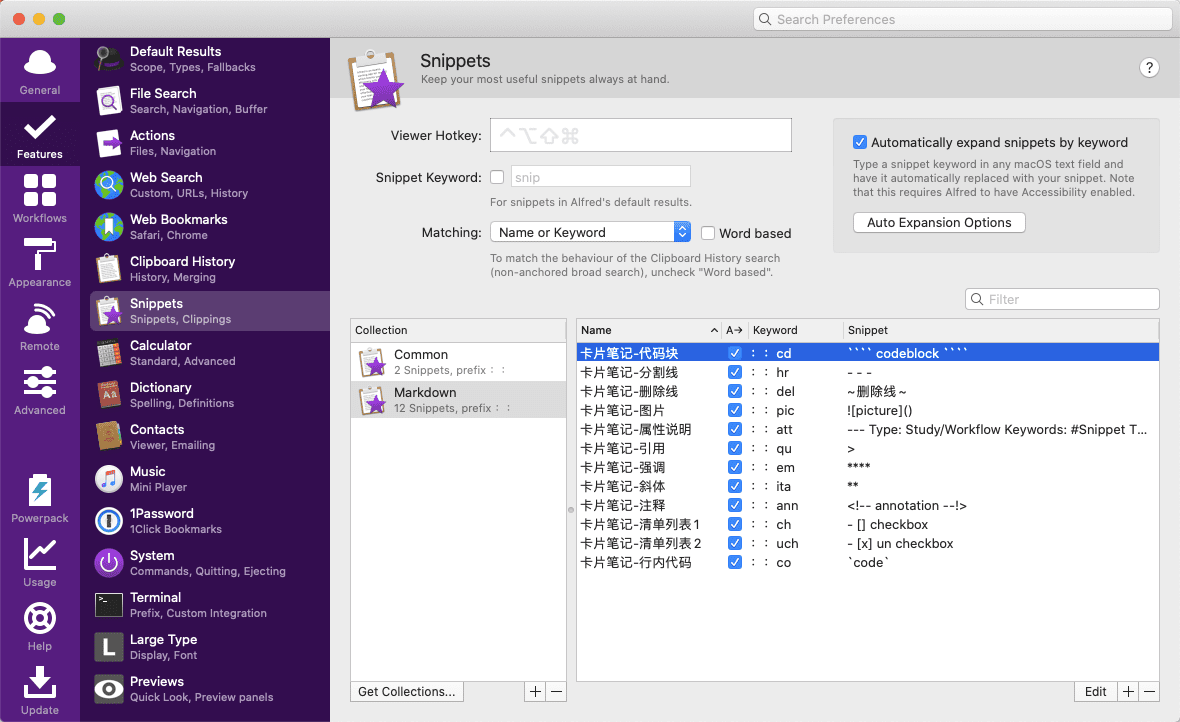 Search Preferences
General
Features
Workflows
Appearance
Remote
Advanced
Powerpack
Usage
Help
Update
Default Results
Scope, Types, Fallbacks
File Search
Search, Navigation, Buffer
Actions
Files, Navigation
Web Search
Custom, URLs, History
Web Bookmarks
Safari, Chrome
Clipboard History
History, Merging
Snippets
Snippets, Clippings
Calculator
Standard, Advanced
Dictionary
Spelling, Definitions
Contacts
Viewer, Emailing
Music
Mini Player
1Password
1Click Bookmarks
System
Commands, Quitting, Ejecting
Terminal
Prefix, Custom Integration
Large Type
Display, Font
Previews
Quick Look, Preview panels
Snippets
Keep your most useful snippets always at hand.
?
Viewer Hotkey: ⌃⌥⇧⌘
Snippet Keyword: snip
For snippets in Alfred's default results.
Matching: Name or Keyword Word based
To match the behaviour of the Clipboard History search
(non-anchored broad search), uncheck "Word based".
Automatically expand snippets by keyword
Type a snippet keyword in any macOS text field and
have it automatically replaced with your snippet. Note
that this requires Alfred to have Accessibility enabled.
Auto Expansion Options
Filter
Collection
Common
2 Snippets, prefix：：
Markdown
12 Snippets, prefix：：
Get Collections... + −
Name A→ Keyword Snippet
卡片笔记-代码块 ：：cd ```` codeblock ````
卡片笔记-分割线 ：：hr - - -
卡片笔记-删除线 ：：del ~删除线~
卡片笔记-图片 ：：pic ![picture]()
卡片笔记-属性说明 ：：att --- Type: Study/Workflow Keywords: #Snippet T...
卡片笔记-引用 ：：qu >
卡片笔记-强调 ：：em ****
卡片笔记-斜体 ：：ita **
卡片笔记-注释 ：：ann <!-- annotation --!>
卡片笔记-清单列表1 ：：ch - [] checkbox
卡片笔记-清单列表2 ：：uch - [x] un checkbox
卡片笔记-行内代码 ：：co `code`
Edit + −